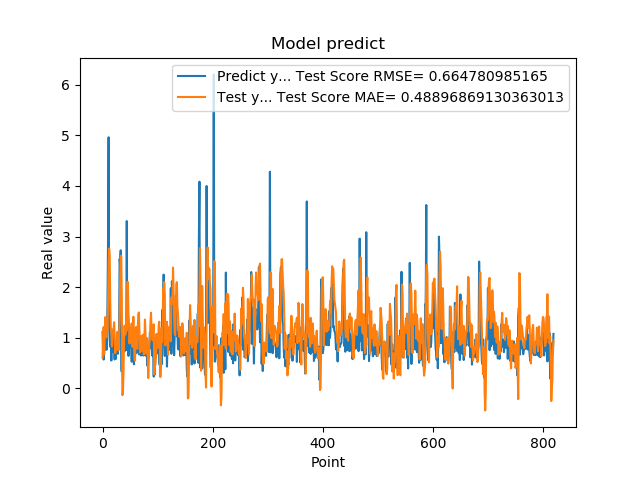 Model predict
Predict y... Test Score RMSE= 0.664780985165
Test y... Test Score MAE= 0.48896869130363013
Real value
6
5
4
3
2
1
0
0 200 400 600 800
Point